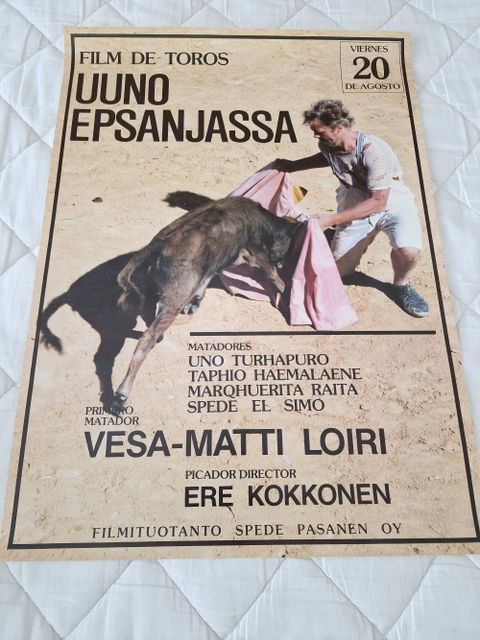 FILM DE TOROS
VIERNES
20
DE AGOSTO
UUNO
EPSANJASSA
MATADORES
UNO TURHAPURO
TAPHIO HAEMALAENE
MARQHUERITA RAITA
SPEDE EL SIMO
PRIMERO
MATADOR
VESA-MATTI LOIRI
PICADOR DIRECTOR
ERE KOKKONEN
FILMITUOTANTO SPEDE PASANEN OY